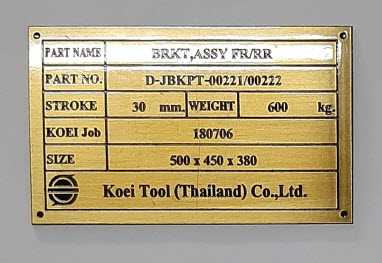 PART NAME BRKT,ASSY FR/RR
PART NO. D-JBKPT-00221/00222
STROKE 30 mm. WEIGHT 600 kg.
KOEI Job 180706
SIZE 500 x 450 x 380
Koei Tool (Thailand) Co.,Ltd.